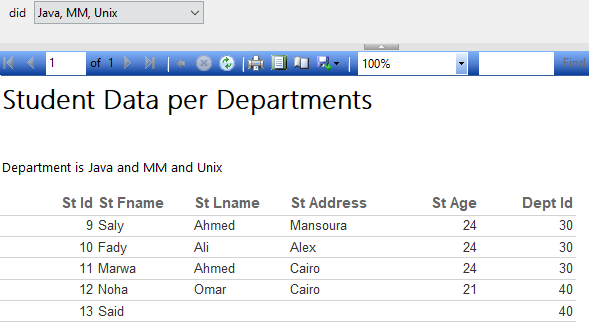 did Java, MM, Unix
1 of 1 100% Find
Student Data per Departments
Department is Java and MM and Unix
St Id St Fname St Lname St Address St Age Dept Id
9 Saly Ahmed Mansoura 24 30
10 Fady Ali Alex 24 30
11 Marwa Ahmed Cairo 24 30
12 Noha Omar Cairo 21 40
13 Said 40